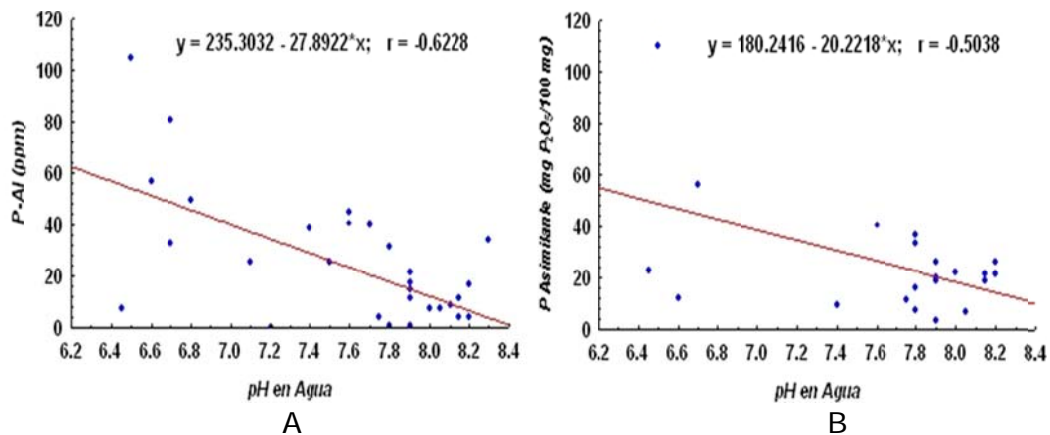 y = 235.3032 - 27.8922*x; r = -0.6228
P-Al (ppm)
120
100
80
60
40
20
0
6.2 6.4 6.6 6.8 7.0 7.2 7.4 7.6 7.8 8.0 8.2 8.4
pH en Agua
A
y = 180.2416 - 20.2218*x; r = -0.5038
P Asimilanle (mg P₂O₅/100 mg)
120
100
80
60
40
20
0
6.2 6.4 6.6 6.8 7.0 7.2 7.4 7.6 7.8 8.0 8.2 8.4
pH en Agua
B